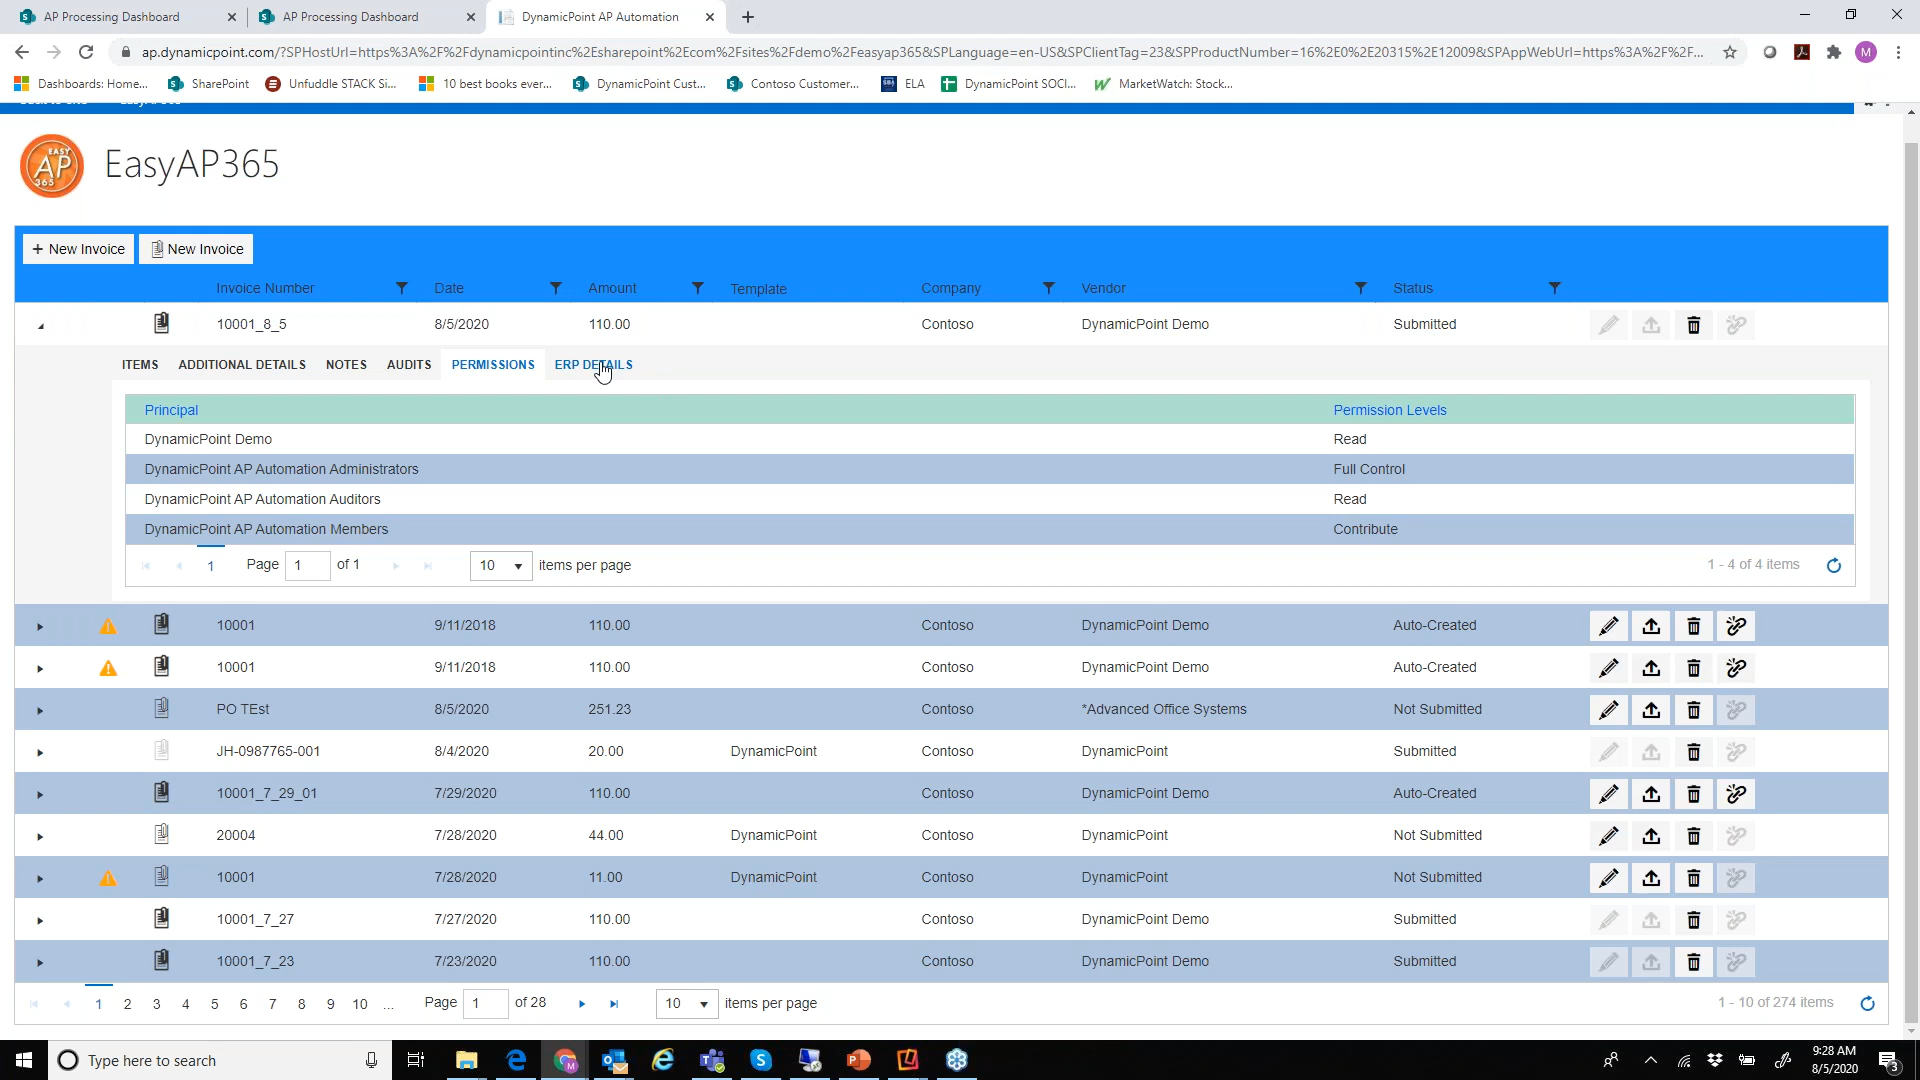 AP Processing Dashboard
AP Processing Dashboard
DynamicPoint AP Automation
ap.dynamicpoint.com/?SPHostUrl=https%3A%2F%2Fdynamicpointinc%2Esharepoint%2Ecom%2Fsites%2Fdemo%2Feasyap365&SPLanguage=en-US&SPClientTag=23&SPProductNumber=16%2E0%2E20315%2E12009&SPAppWebUrl=https%3A%2F%2F...
M
Dashboards: Home...
SharePoint
Unfuddle STACK Si...
10 best books ever...
DynamicPoint Cust...
Contoso Customer...
ELA
DynamicPoint SOCI...
MarketWatch: Stock...
EASY
AP
365
EasyAP365
+ New Invoice
New Invoice
Invoice Number Date Amount Template Company Vendor Status
10001_8_5 8/5/2020 110.00 Contoso DynamicPoint Demo Submitted
ITEMS ADDITIONAL DETAILS NOTES AUDITS PERMISSIONS ERP DETAILS
Principal Permission Levels
DynamicPoint Demo Read
DynamicPoint AP Automation Administrators Full Control
DynamicPoint AP Automation Auditors Read
DynamicPoint AP Automation Members Contribute
1 Page 1 of 1 10 items per page 1 - 4 of 4 items
10001 9/11/2018 110.00 Contoso DynamicPoint Demo Auto-Created
10001 9/11/2018 110.00 Contoso DynamicPoint Demo Auto-Created
PO TEst 8/5/2020 251.23 Contoso *Advanced Office Systems Not Submitted
JH-0987765-001 8/4/2020 20.00 DynamicPoint Contoso DynamicPoint Submitted
10001_7_29_01 7/29/2020 110.00 Contoso DynamicPoint Demo Auto-Created
20004 7/28/2020 44.00 DynamicPoint Contoso DynamicPoint Not Submitted
10001 7/28/2020 11.00 DynamicPoint Contoso DynamicPoint Not Submitted
10001_7_27 7/27/2020 110.00 Contoso DynamicPoint Demo Submitted
10001_7_23 7/23/2020 110.00 Contoso DynamicPoint Demo Submitted
1 2 3 4 5 6 7 8 9 10 ... Page 1 of 28 10 items per page 1 - 10 of 274 items
Type here to search
9:28 AM
8/5/2020
3